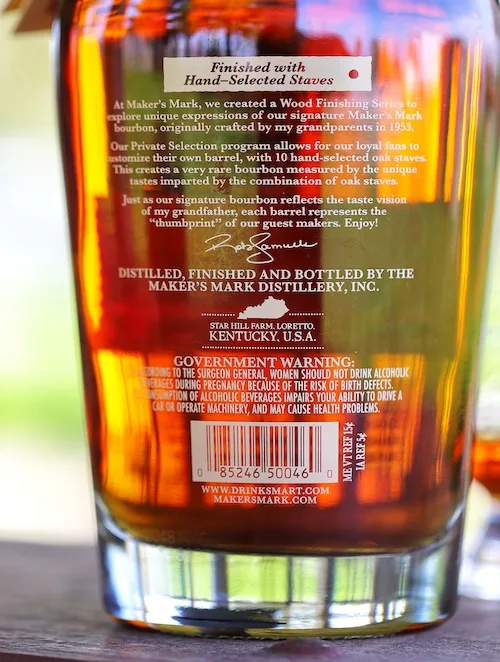 Finished with
Hand-Selected Staves
At Maker's Mark, we created a Wood Finishing Series to
explore unique expressions of our signature Maker's Mark
bourbon, originally crafted by my grandparents in 1953.
Our Private Selection program allows for our loyal fans to
customize their own barrel, with 10 hand-selected oak staves.
This creates a very rare bourbon measured by the unique
tastes imparted by the combination of oak staves.
Just as our signature bourbon reflects the taste vision
of my grandfather, each barrel represents the
"thumbprint" of our guest makers. Enjoy!
Rob Samuels
DISTILLED, FINISHED AND BOTTLED BY THE
MAKER'S MARK DISTILLERY, INC.
STAR HILL FARM, LORETTO,
KENTUCKY, U.S.A.
GOVERNMENT WARNING:
ACCORDING TO THE SURGEON GENERAL, WOMEN SHOULD NOT DRINK ALCOHOLIC
BEVERAGES DURING PREGNANCY BECAUSE OF THE RISK OF BIRTH DEFECTS.
CONSUMPTION OF ALCOHOLIC BEVERAGES IMPAIRS YOUR ABILITY TO DRIVE A
CAR OR OPERATE MACHINERY, AND MAY CAUSE HEALTH PROBLEMS.
ME VT REF 15¢
IA REF 5¢
0 85246 50046 0
WWW.DRINKSMART.COM
MAKERSMARK.COM